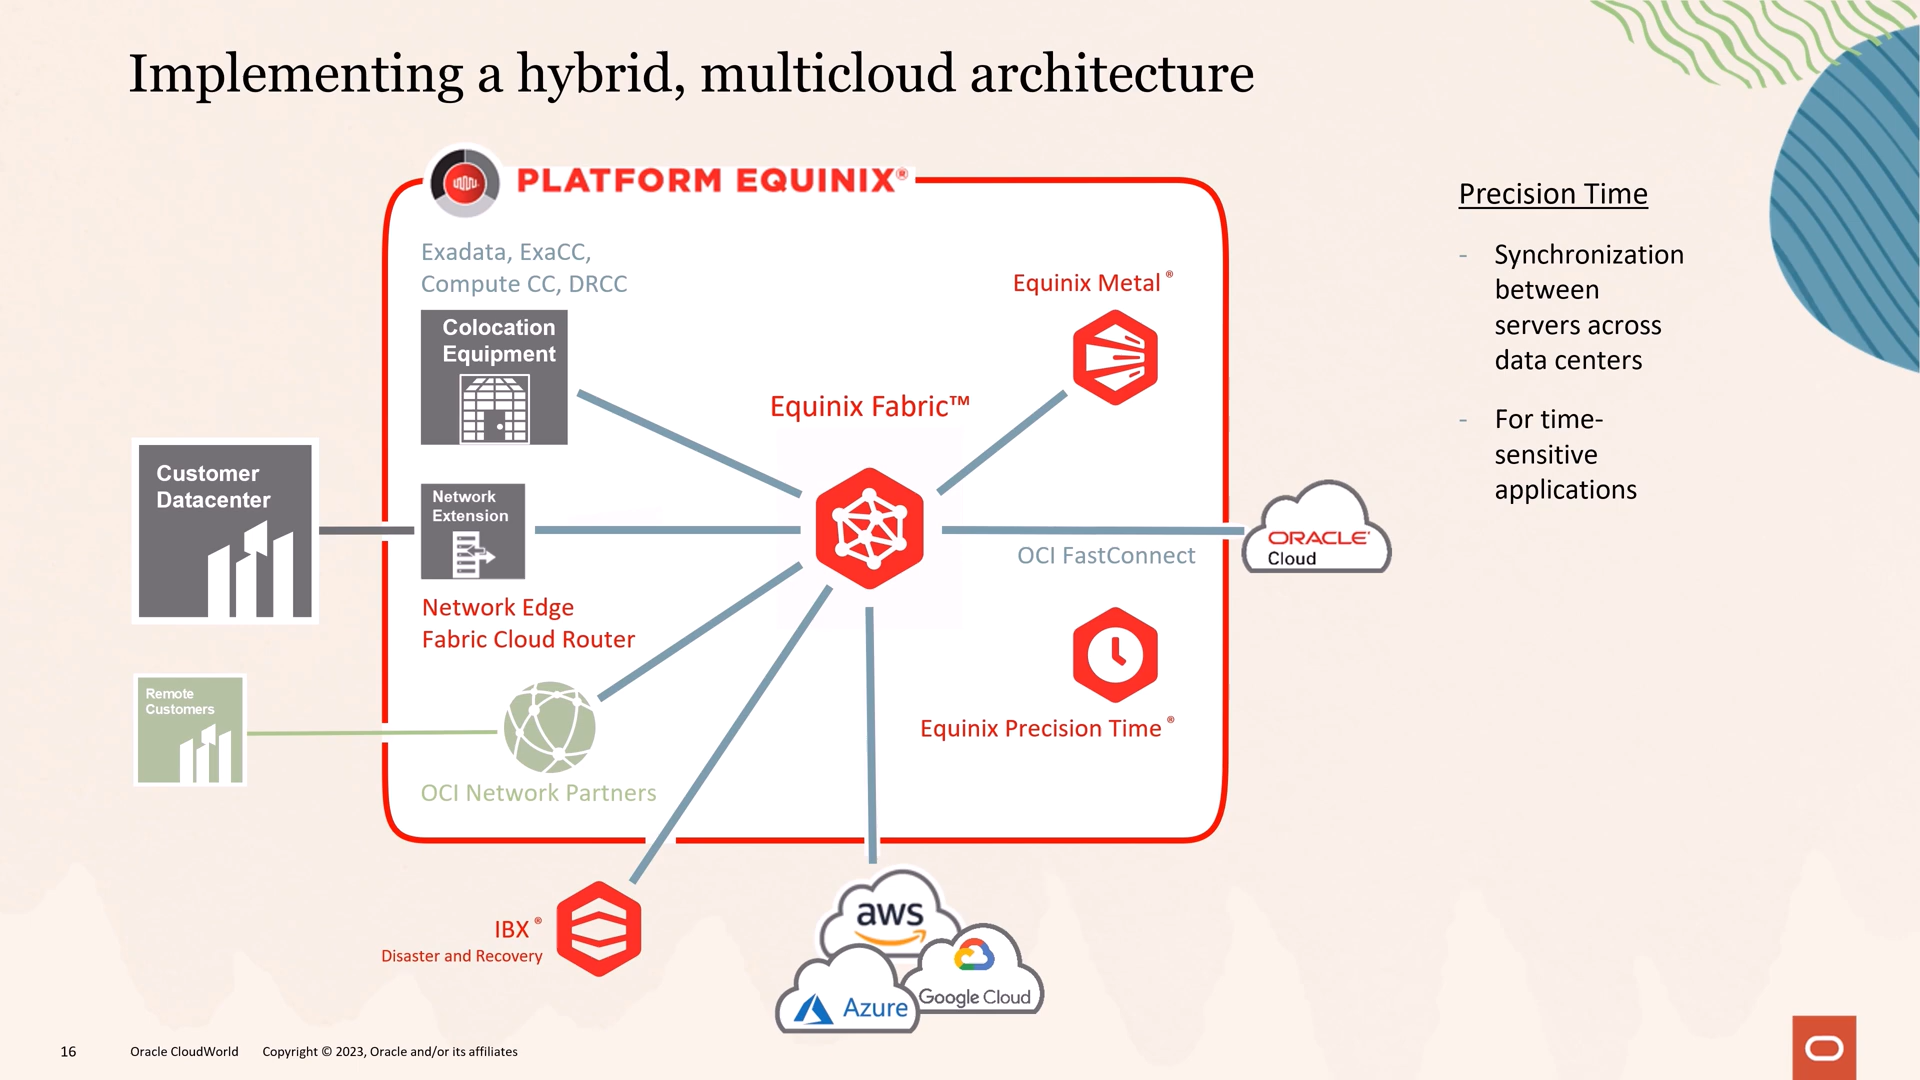 Implementing a hybrid, multicloud architecture
PLATFORM EQUINIX®
Exadata, ExaCC,
Compute CC, DRCC
Colocation
Equipment
Equinix Metal®
Equinix Fabric™
Customer
Datacenter
Network
Extension
OCI FastConnect
ORACLE®
Cloud
Network Edge
Fabric Cloud Router
Remote
Customers
Equinix Precision Time®
OCI Network Partners
IBX®
Disaster and Recovery
aws
Google Cloud
Azure
Precision Time
- Synchronization
between
servers across
data centers
- For time-
sensitive
applications
16 Oracle CloudWorld Copyright © 2023, Oracle and/or its affiliates